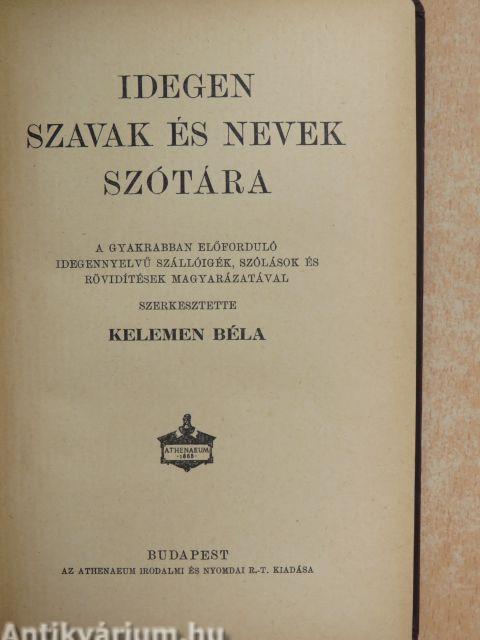 IDEGEN
SZAVAK ÉS NEVEK
SZÓTÁRA
A GYAKRABBAN ELŐFORDULÓ
IDEGENNYELVŰ SZÁLLÓIGÉK, SZÓLÁSOK ÉS
RÖVIDÍTÉSEK MAGYARÁZATÁVAL
SZERKESZTETTE
KELEMEN BÉLA
ATHENAEUM
·1868·
BUDAPEST
AZ ATHENAEUM IRODALMI ÉS NYOMDAI R.-T. KIADÁSA
Antikvárium.hu